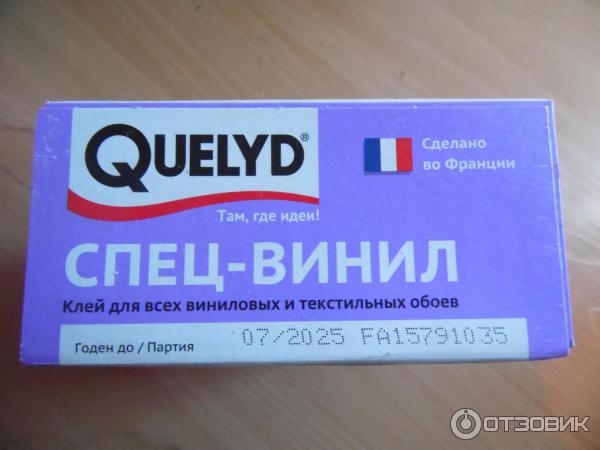 QUELYD®
Там, где идеи!
Сделано
во Франции
СПЕЦ-ВИНИЛ
Клей для всех виниловых и текстильных обоев
Годен до / Партия 07/2025 FA15791035
ОТЗОВИК